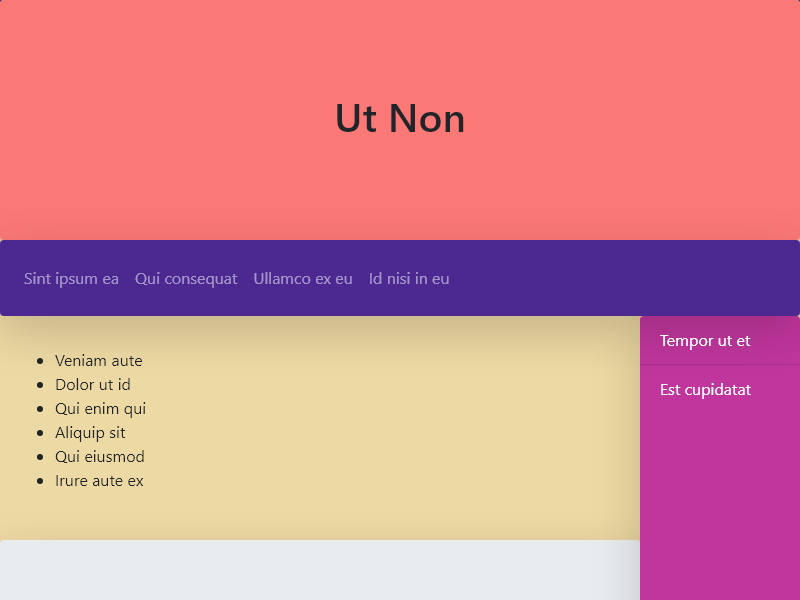 Ut Non
Sint ipsum ea Qui consequat Ullamco ex eu Id nisi in eu
Veniam aute
Dolor ut id
Qui enim qui
Aliquip sit
Qui eiusmod
Irure aute ex
Tempor ut et
Est cupidatat